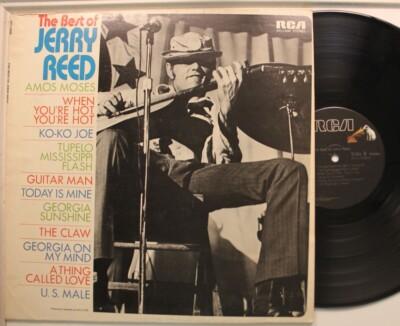 The Best of
JERRY
REED
AMOS MOSES
WHEN
YOU'RE HOT
YOU'RE HOT
KO-KO JOE
TUPELO
MISSISSIPPI
FLASH
GUITAR MAN
TODAY IS MINE
GEORGIA
SUNSHINE
THE CLAW
GEORGIA ON
MY MIND
A THING
CALLED LOVE
U. S. MALE
RCA
RCA